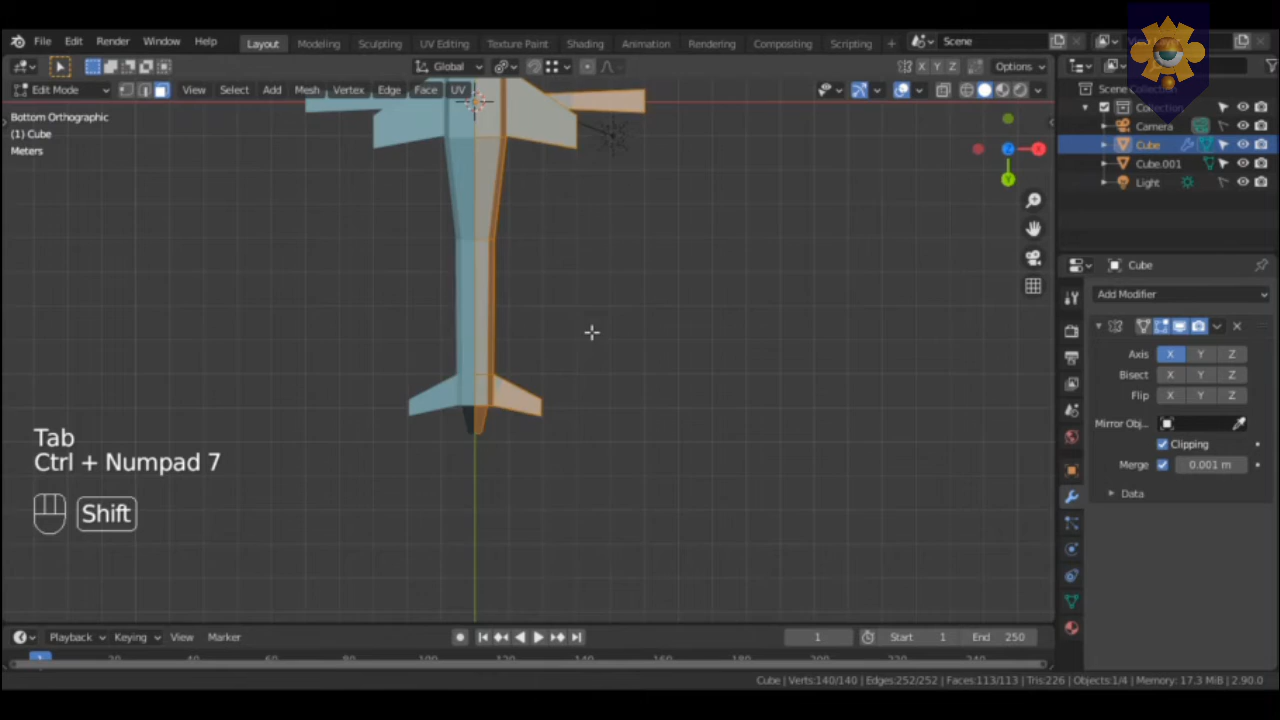 File Edit Render Window Help Layout Modeling Sculpting UV Editing Texture Paint Shading Animation Rendering Compositing Scripting + Scene
Global X Y Z Options
Edit Mode View Select Add Mesh Vertex Edge Face UV
Scene Collection
Collection
Camera
Cube
Cube.001
Light
Bottom Orthographic
(1) Cube
Meters
Z
Y
Cube
Add Modifier
Axis X Y Z
Bisect X Y Z
Flip X Y Z
Mirror Obj...
Clipping
Merge 0.001 m
Data
Tab
Ctrl + Numpad 7
Shift
Playback Keying View Marker 1 Start 1 End 250
Cube | Verts:140/140 | Edges:252/252 | Faces:113/113 | Tris:226 | Objects:1/4 | Memory: 17.3 MiB | 2.90.0